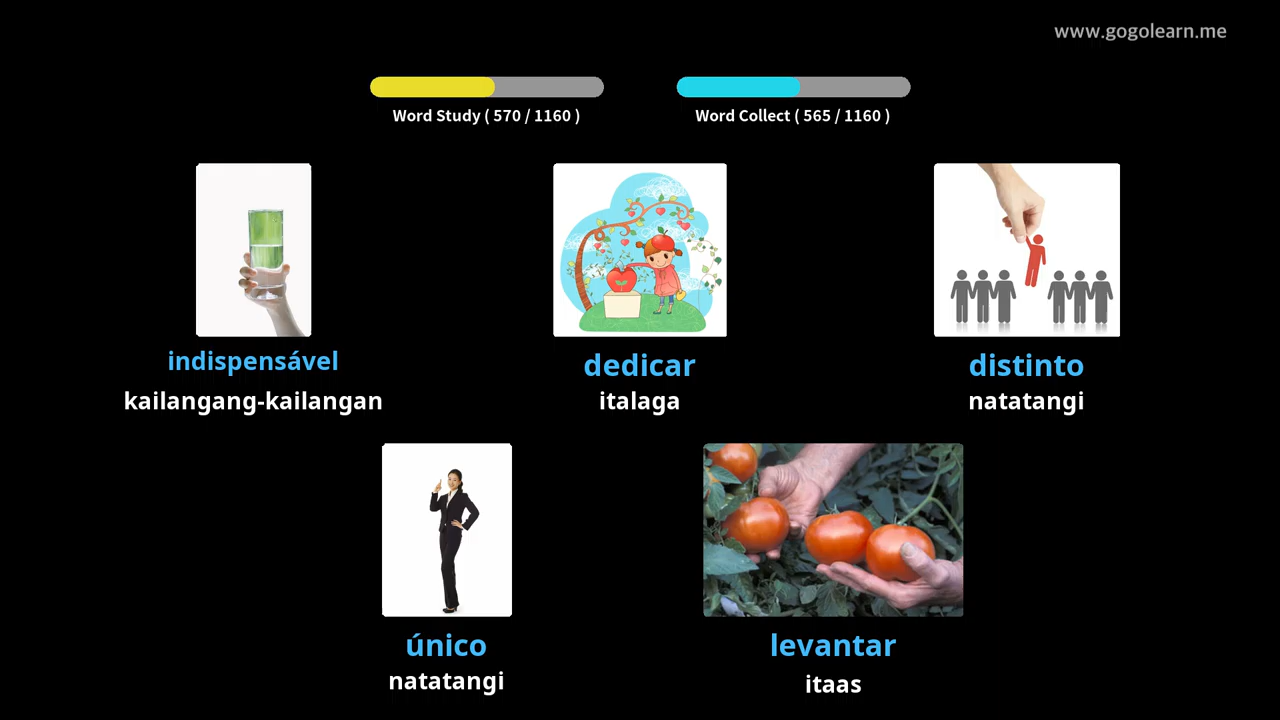 www.gogolearn.me
Word Study ( 570 / 1160 )
Word Collect ( 565 / 1160 )
indispensável
kailangang-kailangan
dedicar
italaga
distinto
natatangi
único
natatangi
levantar
itaas